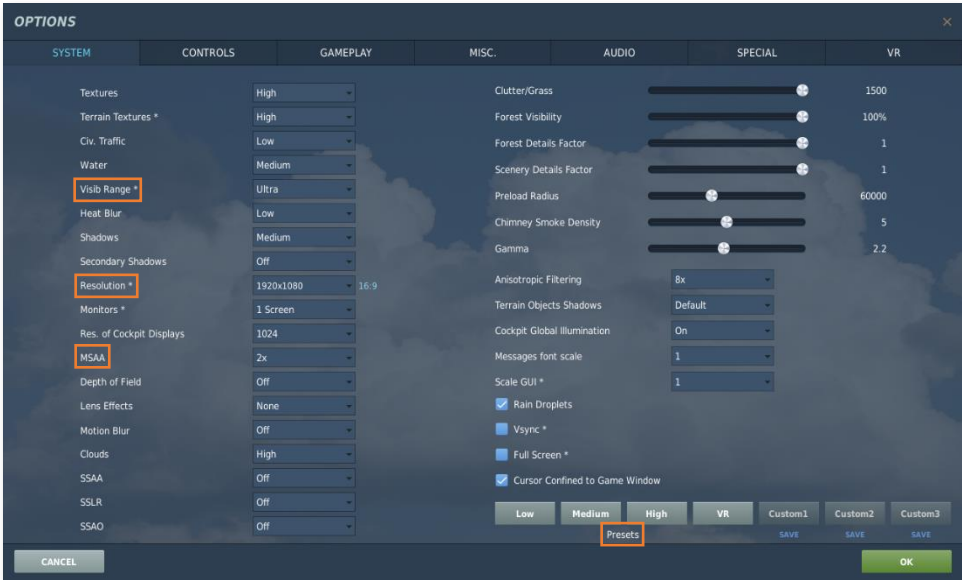 OPTIONS
SYSTEM CONTROLS GAMEPLAY MISC. AUDIO SPECIAL VR
Textures High
Terrain Textures * High
Civ. Traffic Low
Water Medium
Visib Range * Ultra
Heat Blur Low
Shadows Medium
Secondary Shadows Off
Resolution * 1920x1080 16:9
Monitors * 1 Screen
Res. of Cockpit Displays 1024
MSAA 2x
Depth of Field Off
Lens Effects None
Motion Blur Off
Clouds High
SSAA Off
SSLR Off
SSAO Off
Clutter/Grass 1500
Forest Visibility 100%
Forest Details Factor 1
Scenery Details Factor 1
Preload Radius 60000
Chimney Smoke Density 5
Gamma 2.2
Anisotropic Filtering 8x
Terrain Objects Shadows Default
Cockpit Global Illumination On
Messages font scale 1
Scale GUI * 1
Rain Droplets
Vsync *
Full Screen *
Cursor Confined to Game Window
Low Medium High VR Custom1 Custom2 Custom3
Presets SAVE SAVE SAVE
CANCEL OK